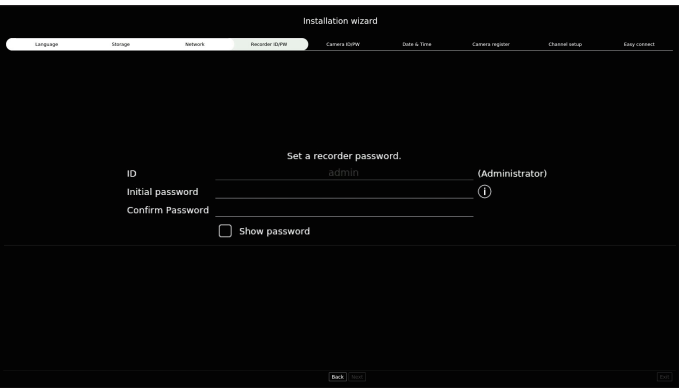 Installation wizard
Language Storage Network Recorder ID/PW Camera ID/PW Date & Time Camera register Channel setup Easy connect
Set a recorder password.
ID admin (Administrator)
Initial password
Confirm Password
Show password
Back Next Exit